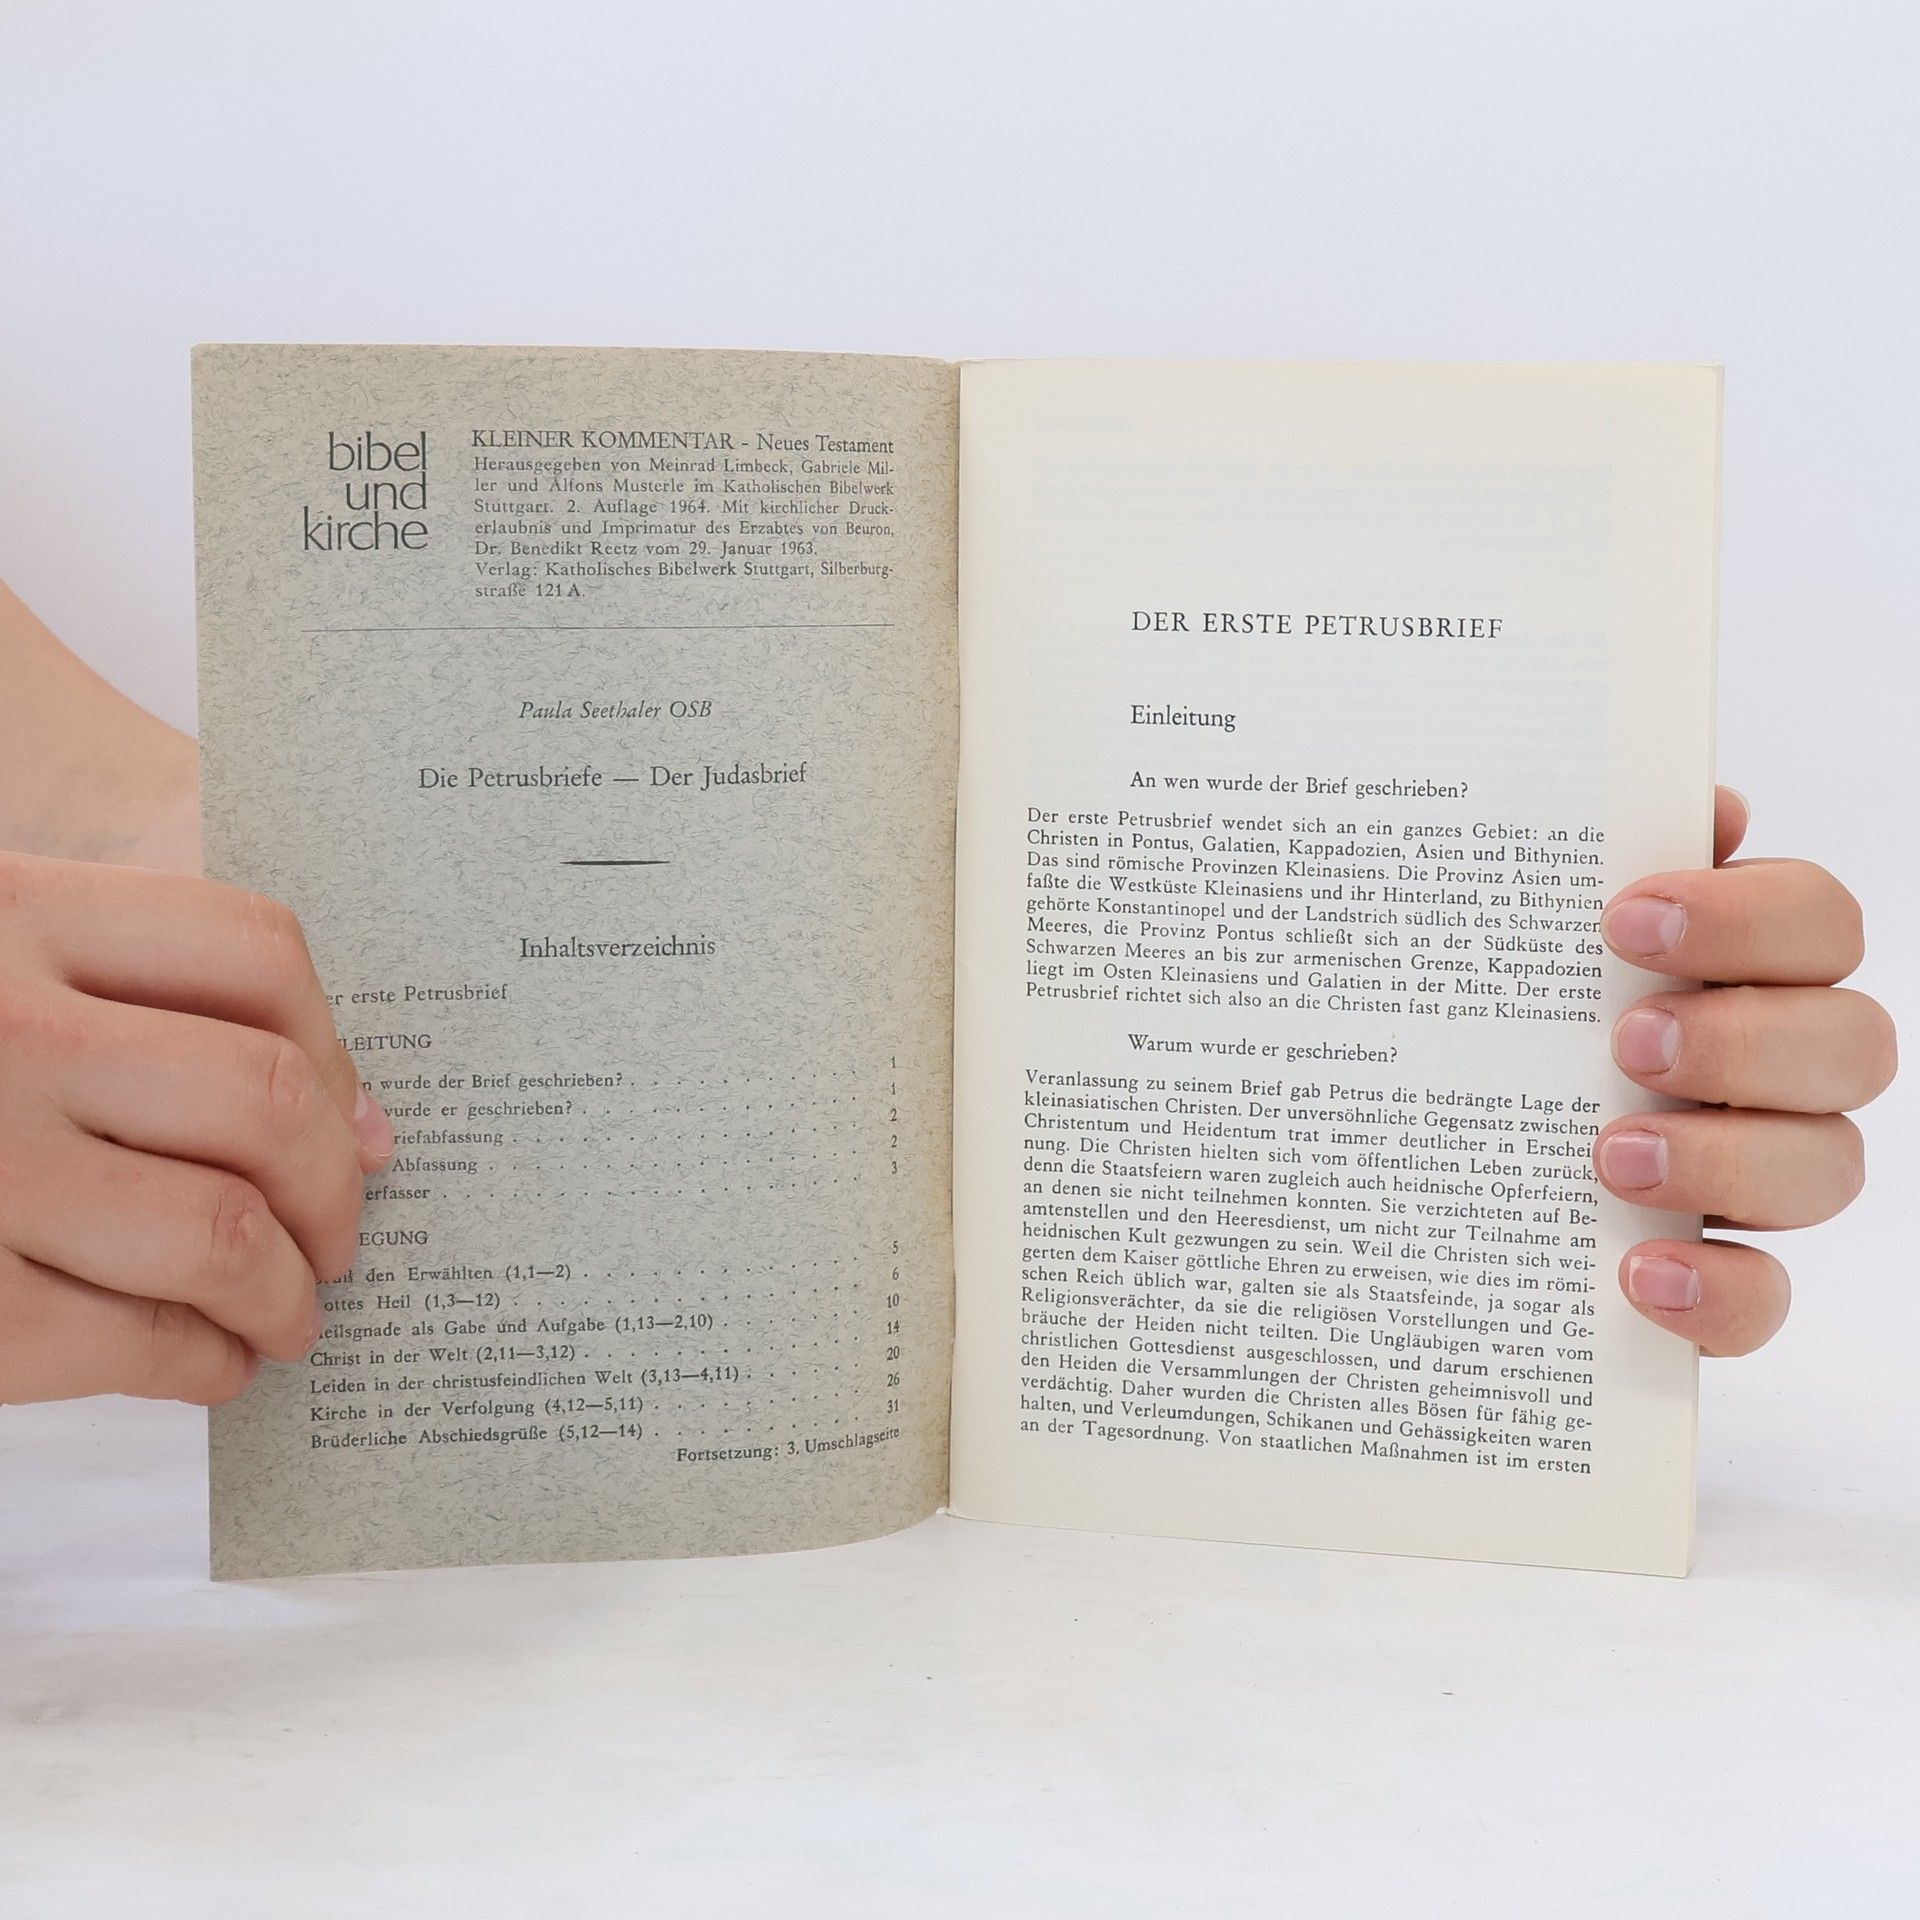 bibel
und
kirche
KLEINER KOMMENTAR - Neues Testament
Herausgegeben von Meinrad Limbeck, Gabriele Mil-
ler und Alfons Musterle im Katholischen Bibelwerk
Stuttgart. 2. Auflage 1964. Mit kirchlicher Druck-
erlaubnis und Imprimatur des Erzabtes von Beuron,
Dr. Benedikt Reetz vom 29. Januar 1963.
Verlag: Katholisches Bibelwerk Stuttgart, Silberburg-
straße 121 A.
Paula Seethaler OSB
Die Petrusbriefe — Der Judasbrief
Inhaltsverzeichnis
er erste Petrusbrief
LEITUNG
n wurde der Brief geschrieben? . . . . . . . . . . 1
wurde er geschrieben? . . . . . . . . . . . 1
riefabfassung . . . . . . . . . . . . . 2
Abfassung . . . . . . . . . . . . . . 2
erfasser . . . . . . . . . . . . . . . 3
EGUNG
den Erwählten (1,1—2) . . . . . . . . . . . 5
ottes Heil (1,3—12) . . . . . . . . . . . . . 6
eilsgnade als Gabe und Aufgabe (1,13—2,10) . . . . . . 10
Christ in der Welt (2,11—3,12) . . . . . . . . . . . 14
Leiden in der christusfeindlichen Welt (3,13—4,11) . . . . . 20
Kirche in der Verfolgung (4,12—5,11) . . . . . . . . 26
Brüderliche Abschiedsgrüße (5,12—14) . . . . . . . . 31
Fortsetzung: 3. Umschlagseite
DER ERSTE PETRUSBRIEF
Einleitung
An wen wurde der Brief geschrieben?
Der erste Petrusbrief wendet sich an ein ganzes Gebiet: an die
Christen in Pontus, Galatien, Kappadozien, Asien und Bithynien.
Das sind römische Provinzen Kleinasiens. Die Provinz Asien um-
faßte die Westküste Kleinasiens und ihr Hinterland, zu Bithynien
gehörte Konstantinopel und der Landstrich südlich des Schwarzen
Meeres, die Provinz Pontus schließt sich an der Südküste des
Schwarzen Meeres an bis zur armenischen Grenze, Kappadozien
liegt im Osten Kleinasiens und Galatien in der Mitte. Der erste
Petrusbrief richtet sich also an die Christen fast ganz Kleinasiens.
Warum wurde er geschrieben?
Veranlassung zu seinem Brief gab Petrus die bedrängte Lage der
kleinasiatischen Christen. Der unversöhnliche Gegensatz zwischen
Christentum und Heidentum trat immer deutlicher in Erschei
nung. Die Christen hielten sich vom öffentlichen Leben zurück,
denn die Staatsfeiern waren zugleich auch heidnische Opferfeiern,
an denen sie nicht teilnehmen konnten. Sie verzichteten auf Be-
amtenstellen und den Heeresdienst, um nicht zur Teilnahme am
heidnischen Kult gezwungen zu sein. Weil die Christen sich wei-
gerten dem Kaiser göttliche Ehren zu erweisen, wie dies im römi-
schen Reich üblich war, galten sie als Staatsfeinde, ja sogar als
Religionsverächter, da sie die religiösen Vorstellungen und Ge-
bräuche der Heiden nicht teilten. Die Ungläubigen waren vom
christlichen Gottesdienst ausgeschlossen, und darum erschienen
den Heiden die Versammlungen der Christen geheimnisvoll und
verdächtig. Daher wurden die Christen alles Bösen für fähig ge-
halten, und Verleumdungen, Schikanen und Gehässigkeiten waren
an der Tagesordnung. Von staatlichen Maßnahmen ist im ersten